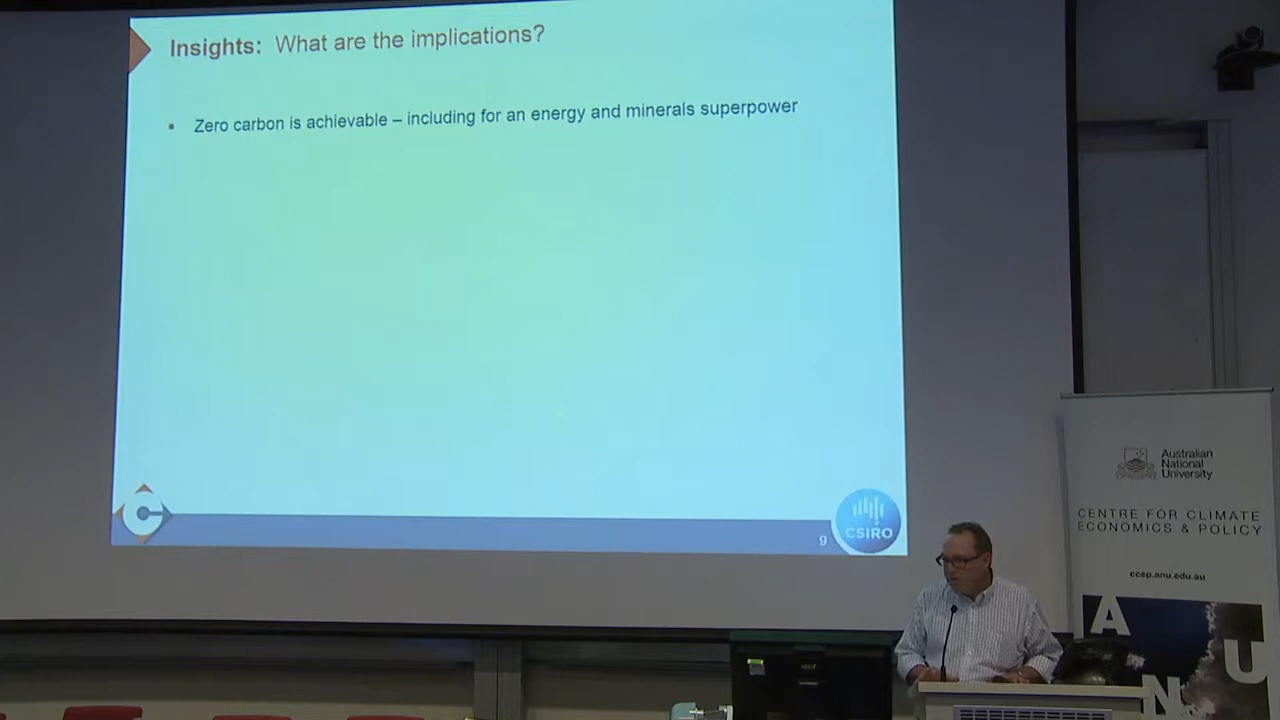 Insights: What are the implications?
▪ Zero carbon is achievable – including for an energy and minerals superpower
C
9
CSIRO
Australian
National
University
CENTRE FOR CLIMATE
ECONOMICS & POLICY
ccep.anu.edu.au
A
N
U